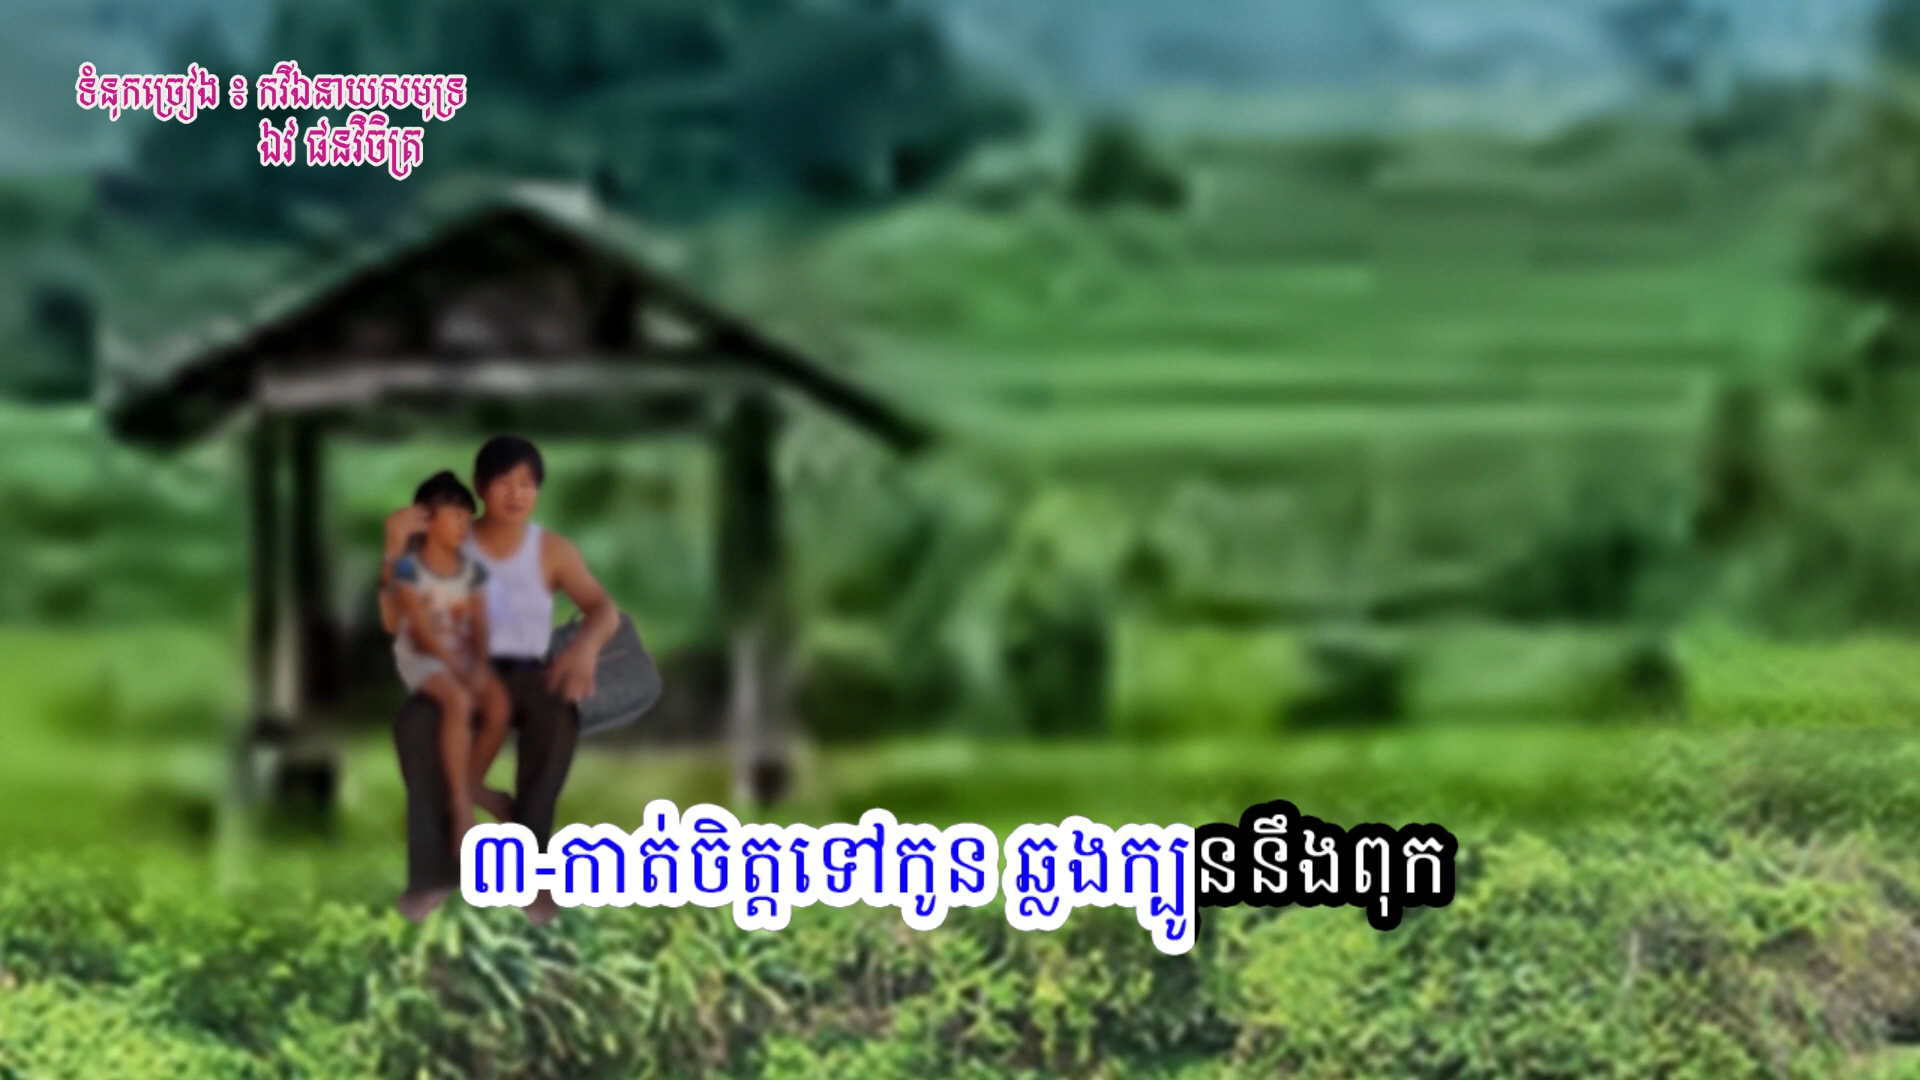 ទំនុកច្រៀង ៖ កវីឯនាយសមុទ្រ
ឯវ ផនវិចិត្រ
៣-កាត់ចិត្តទៅកូន ឆ្លងក្បួននឹងពុក